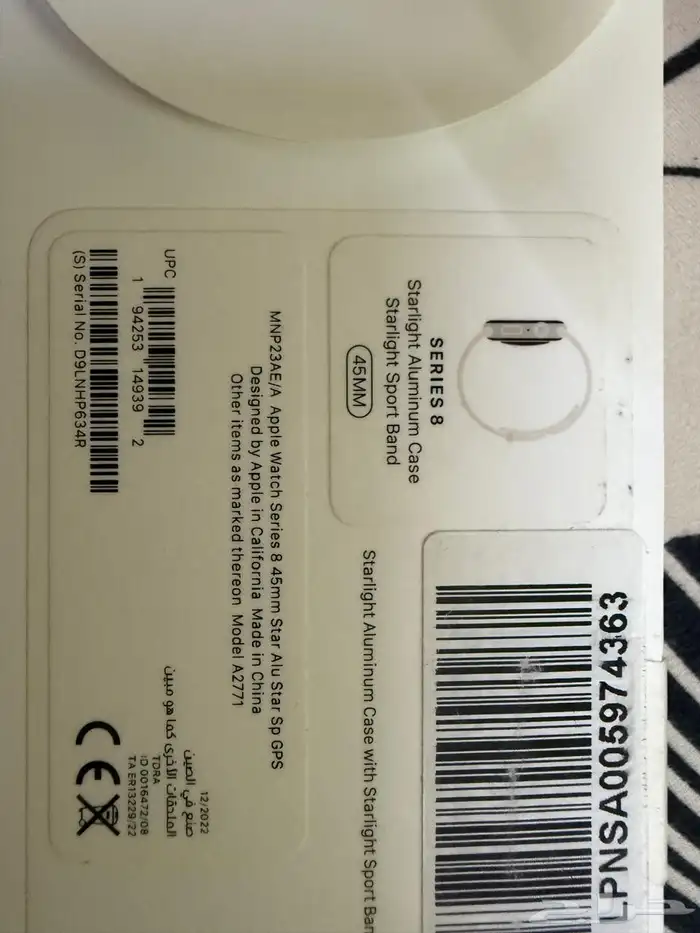 SERIES 8
Starlight Aluminum Case
Starlight Sport Band
45MM
PNSA0059743​63
Starlight Aluminum Case with Starlight Sport Ban
MNP23AE/A Apple Watch Series 8 45mm Star Alu Star Sp GPS
Designed by Apple in California Made in China
Other items as marked thereon Model A2771
UPC
1 94253 14939 2
(S) Serial No. D9LNHP634R
12/2022
صنع في الصين
الملحقات الأخرى كما هو مبين
TDRA
ID 0016472/08
TA ER13229/22
CE
حراج